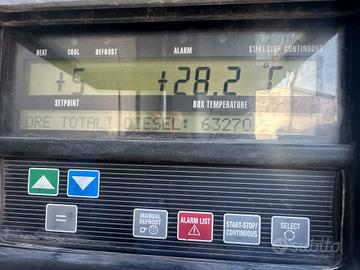 HEAT COOL DEFROST ALARM START-STOP CONTINUOUS
+5 +28.2 °F
SETPOINT BOX TEMPERATURE
ORE TOTALI DIESEL: 63270
MANUAL DEFROST
ALARM LIST
START-STOP/ CONTINUOUS
SELECT
=
subito